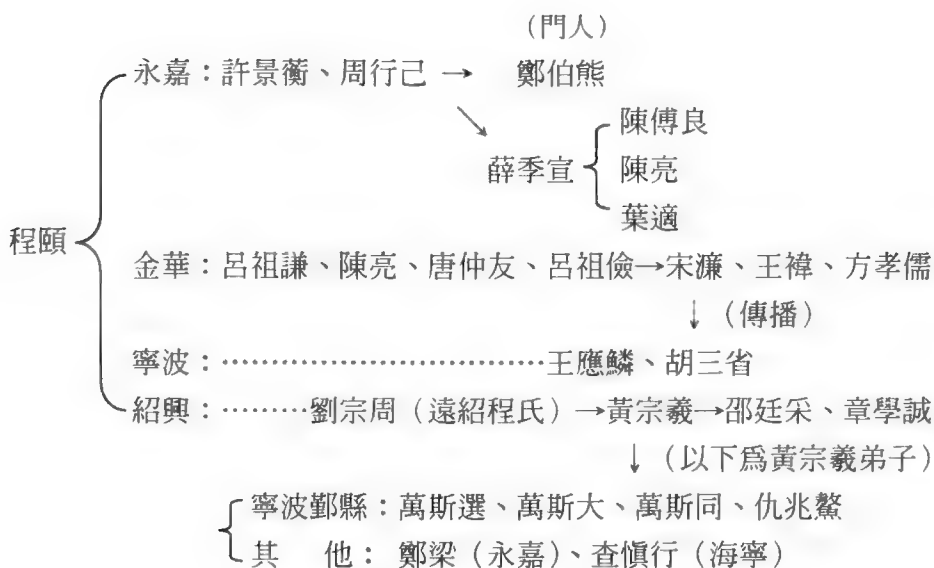 （門人）
永嘉：許景衡、周行己 → 鄭伯熊
↘
陳傅良
薛季宣 陳亮
葉適
程頤
金華：呂祖謙、陳亮、唐仲友、呂祖儉→宋濂、王褘、方孝儒
↓（傳播）
寧波：…………………………王應鱗、胡三省
紹興：………劉宗周（遠紹程氏）→黃宗羲→邵廷采、章學誠
↓（以下爲黃宗羲弟子）
寧波鄞縣：萬斯選、萬斯大、萬斯同、仇兆鰲
其　他：鄭梁（永嘉）、查愼行（海寧）